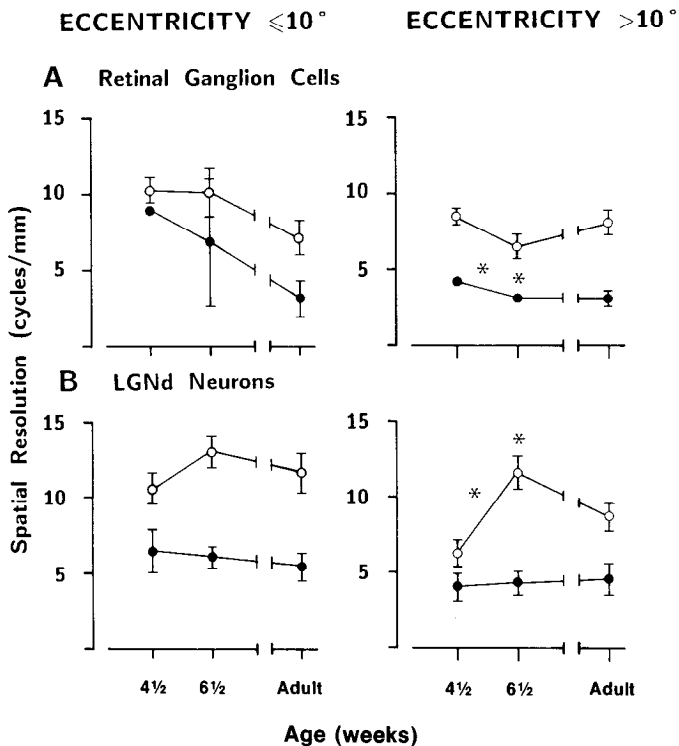 ECCENTRICITY ≤10° ECCENTRICITY >10°
A Retinal Ganglion Cells
15 15
10 10
5 5
* *
B LGNd Neurons
15 15
10 10
5 5
* *
Spatial Resolution (cycles/mm)
4½ 6½ Adult 4½ 6½ Adult
Age (weeks)